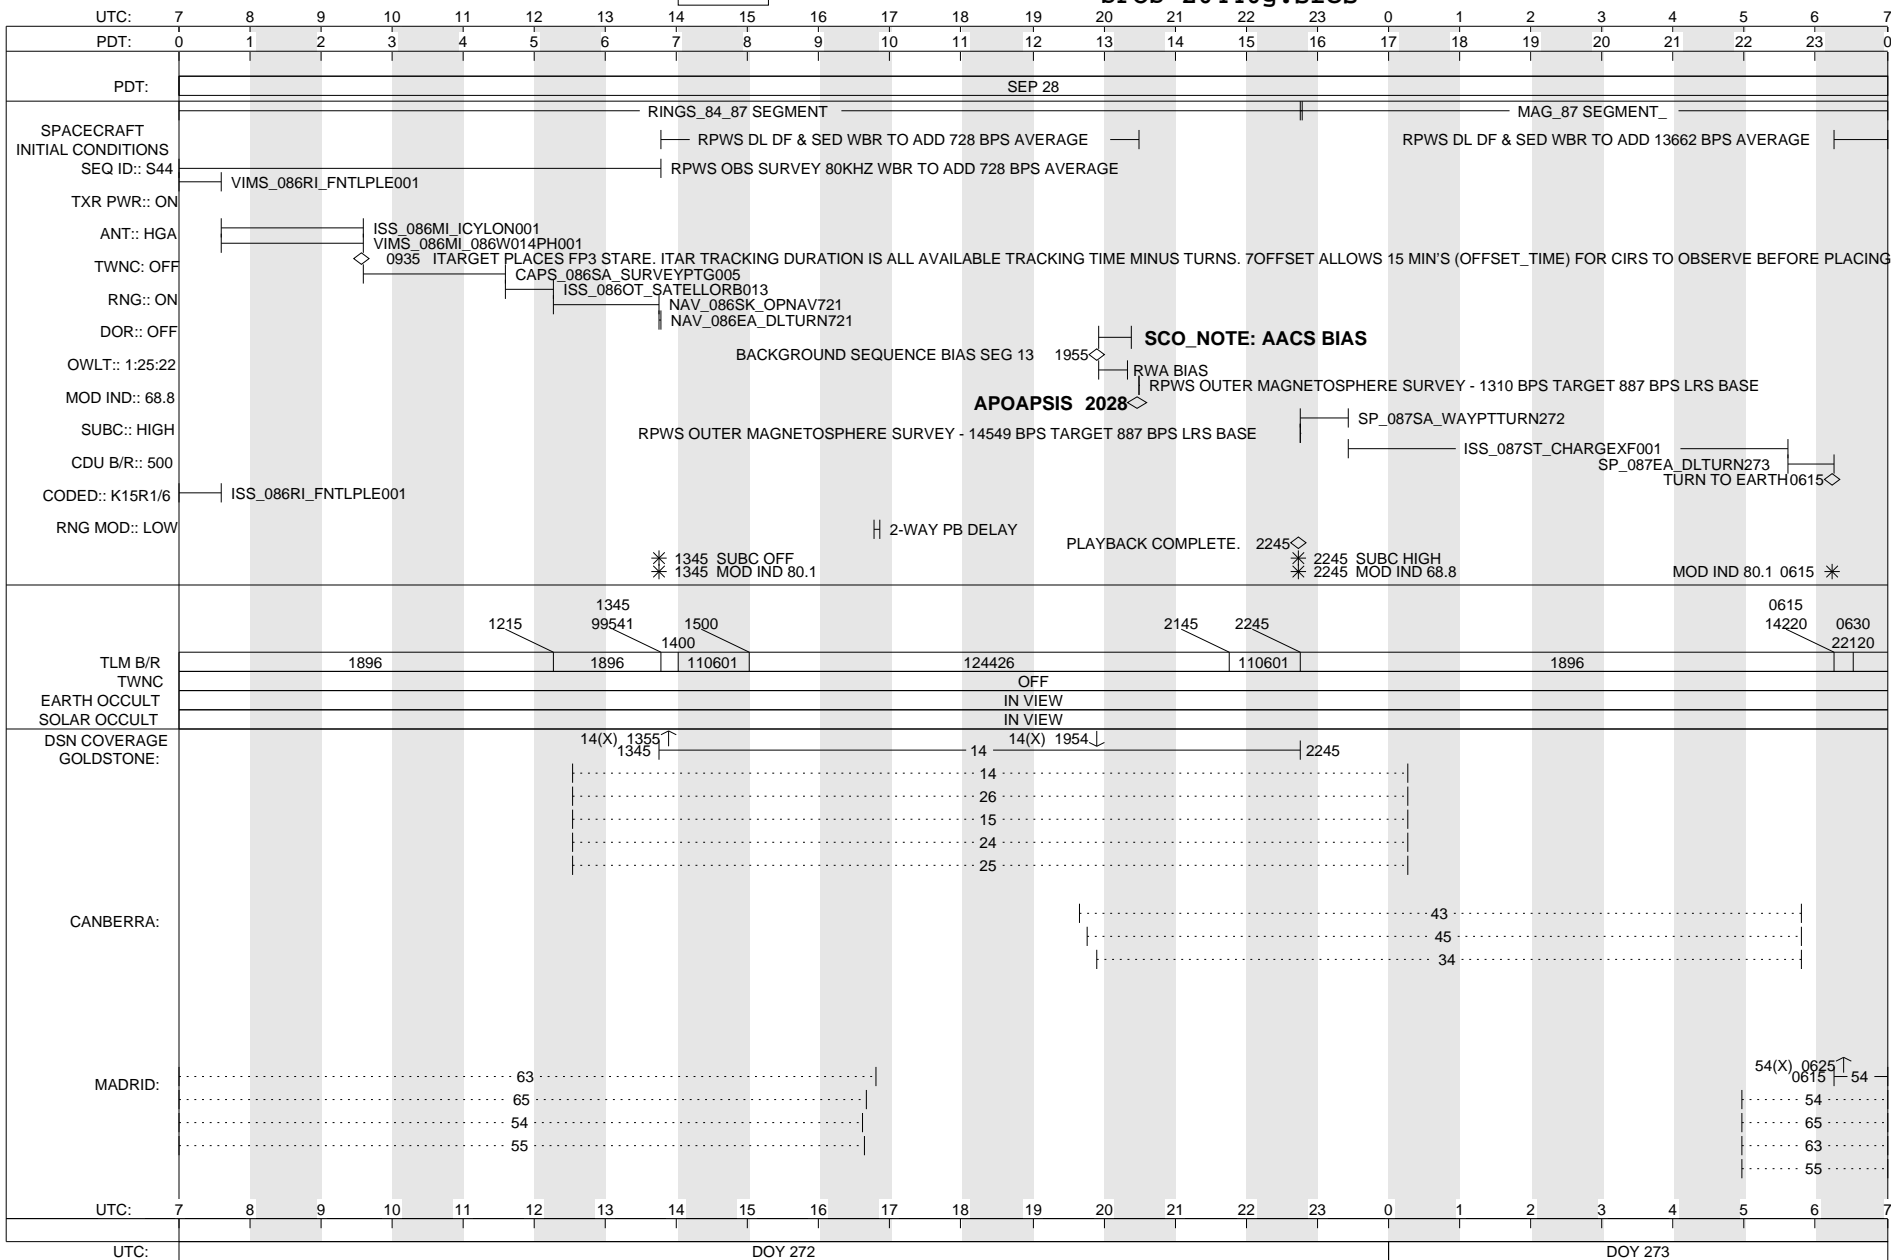 UTC: 7 8 9 10 11 12 13 14 15 16 17 18 19 20 21 22 23 0 1 2 3 4 5 6 7
PDT: 0 1 2 3 4 5 6 7 8 9 10 11 12 13 14 15 16 17 18 19 20 21 22 23 0
PDT: SEP 28
RINGS_84_87 SEGMENT MAG_87 SEGMENT_
SPACECRAFT
INITIAL CONDITIONS
RPWS DL DF & SED WBR TO ADD 728 BPS AVERAGE RPWS DL DF & SED WBR TO ADD 13662 BPS AVERAGE
SEQ ID:: S44 RPWS OBS SURVEY 80KHZ WBR TO ADD 728 BPS AVERAGE
VIMS_086RI_FNTLPLE001
TXR PWR:: ON
ISS_086MI_ICYLON001
ANT:: HGA
VIMS_086MI_086W014PH001
0935 ITARGET PLACES FP3 STARE. ITAR TRACKING DURATION IS ALL AVAILABLE TRACKING TIME MINUS TURNS. 7OFFSET ALLOWS 15 MIN'S (OFFSET_TIME) FOR CIRS TO OBSERVE BEFORE PLACING
TWNC: OFF
CAPS_086SA_SURVEYPTG005
ISS_086OT_SATELLORB013
RNG:: ON NAV_086SK_OPNAV721
NAV_086EA_DLTURN721
DOR:: OFF SCO_NOTE: AACS BIAS
BACKGROUND SEQUENCE BIAS SEG 13 1955
OWLT:: 1:25:22 RWA BIAS
RPWS OUTER MAGNETOSPHERE SURVEY - 1310 BPS TARGET 887 BPS LRS BASE
MOD IND:: 68.8 APOAPSIS 2028
SP_087SA_WAYPTTURN272
SUBC:: HIGH RPWS OUTER MAGNETOSPHERE SURVEY - 14549 BPS TARGET 887 BPS LRS BASE
ISS_087ST_CHARGEXF001
CDU B/R:: 500 SP_087EA_DLTURN273
TURN TO EARTH 0615
CODED:: K15R1/6 ISS_086RI_FNTLPLE001
RNG MOD:: LOW 2-WAY PB DELAY
PLAYBACK COMPLETE. 2245
1345 SUBC OFF 2245 SUBC HIGH
1345 MOD IND 80.1 2245 MOD IND 68.8 MOD IND 80.1 0615
1345 0615
1215 99541 1500 2145 2245 14220 0630
1400 22120
TLM B/R 1896 1896 110601 124426 110601 1896
TWNC OFF
EARTH OCCULT IN VIEW
SOLAR OCCULT IN VIEW
DSN COVERAGE 14(X) 1355 14(X) 1954
1345 14 2245
GOLDSTONE:
14
26
15
24
25
CANBERRA: 43
45
34
54(X) 0625
MADRID: 63 0615 54
65 54
54 65
55 63
55
UTC: 7 8 9 10 11 12 13 14 15 16 17 18 19 20 21 22 23 0 1 2 3 4 5 6 7
UTC: DOY 272 DOY 273